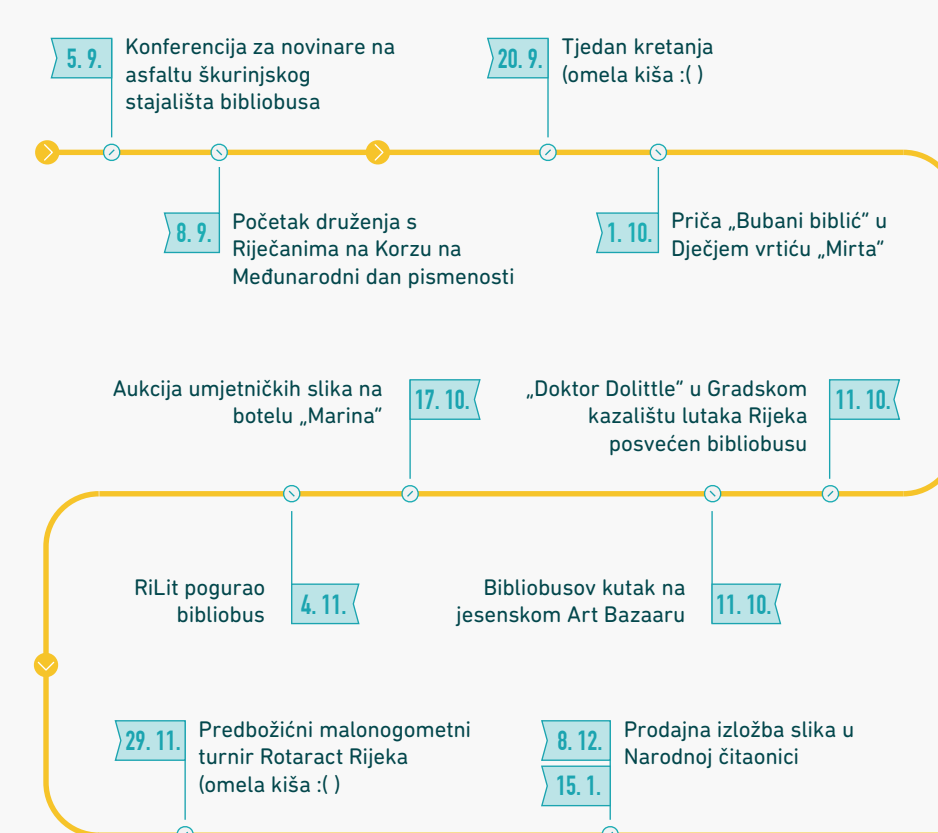 5. 9.
Konferencija za novinare na
asfaltu škurinjskog
stajališta bibliobusa
8. 9.
Početak druženja s
Riječanima na Korzu na
Međunarodni dan pismenosti
20. 9.
Tjedan kretanja
(omela kiša :( )
1. 10.
Priča „Bubani biblić“ u
Dječjem vrtiću „Mirta“
11. 10.
„Doktor Dolittle“ u Gradskom
kazalištu lutaka Rijeka
posvećen bibliobusu
11. 10.
Bibliobusov kutak na
jesenskom Art Bazaaru
17. 10.
Aukcija umjetničkih slika na
botelu „Marina“
4. 11.
RiLit pogurao
bibliobus
29. 11.
Predbožićni malonogometni
turnir Rotaract Rijeka
(omela kiša :( )
8. 12.
15. 1.
Prodajna izložba slika u
Narodnoj čitaonici